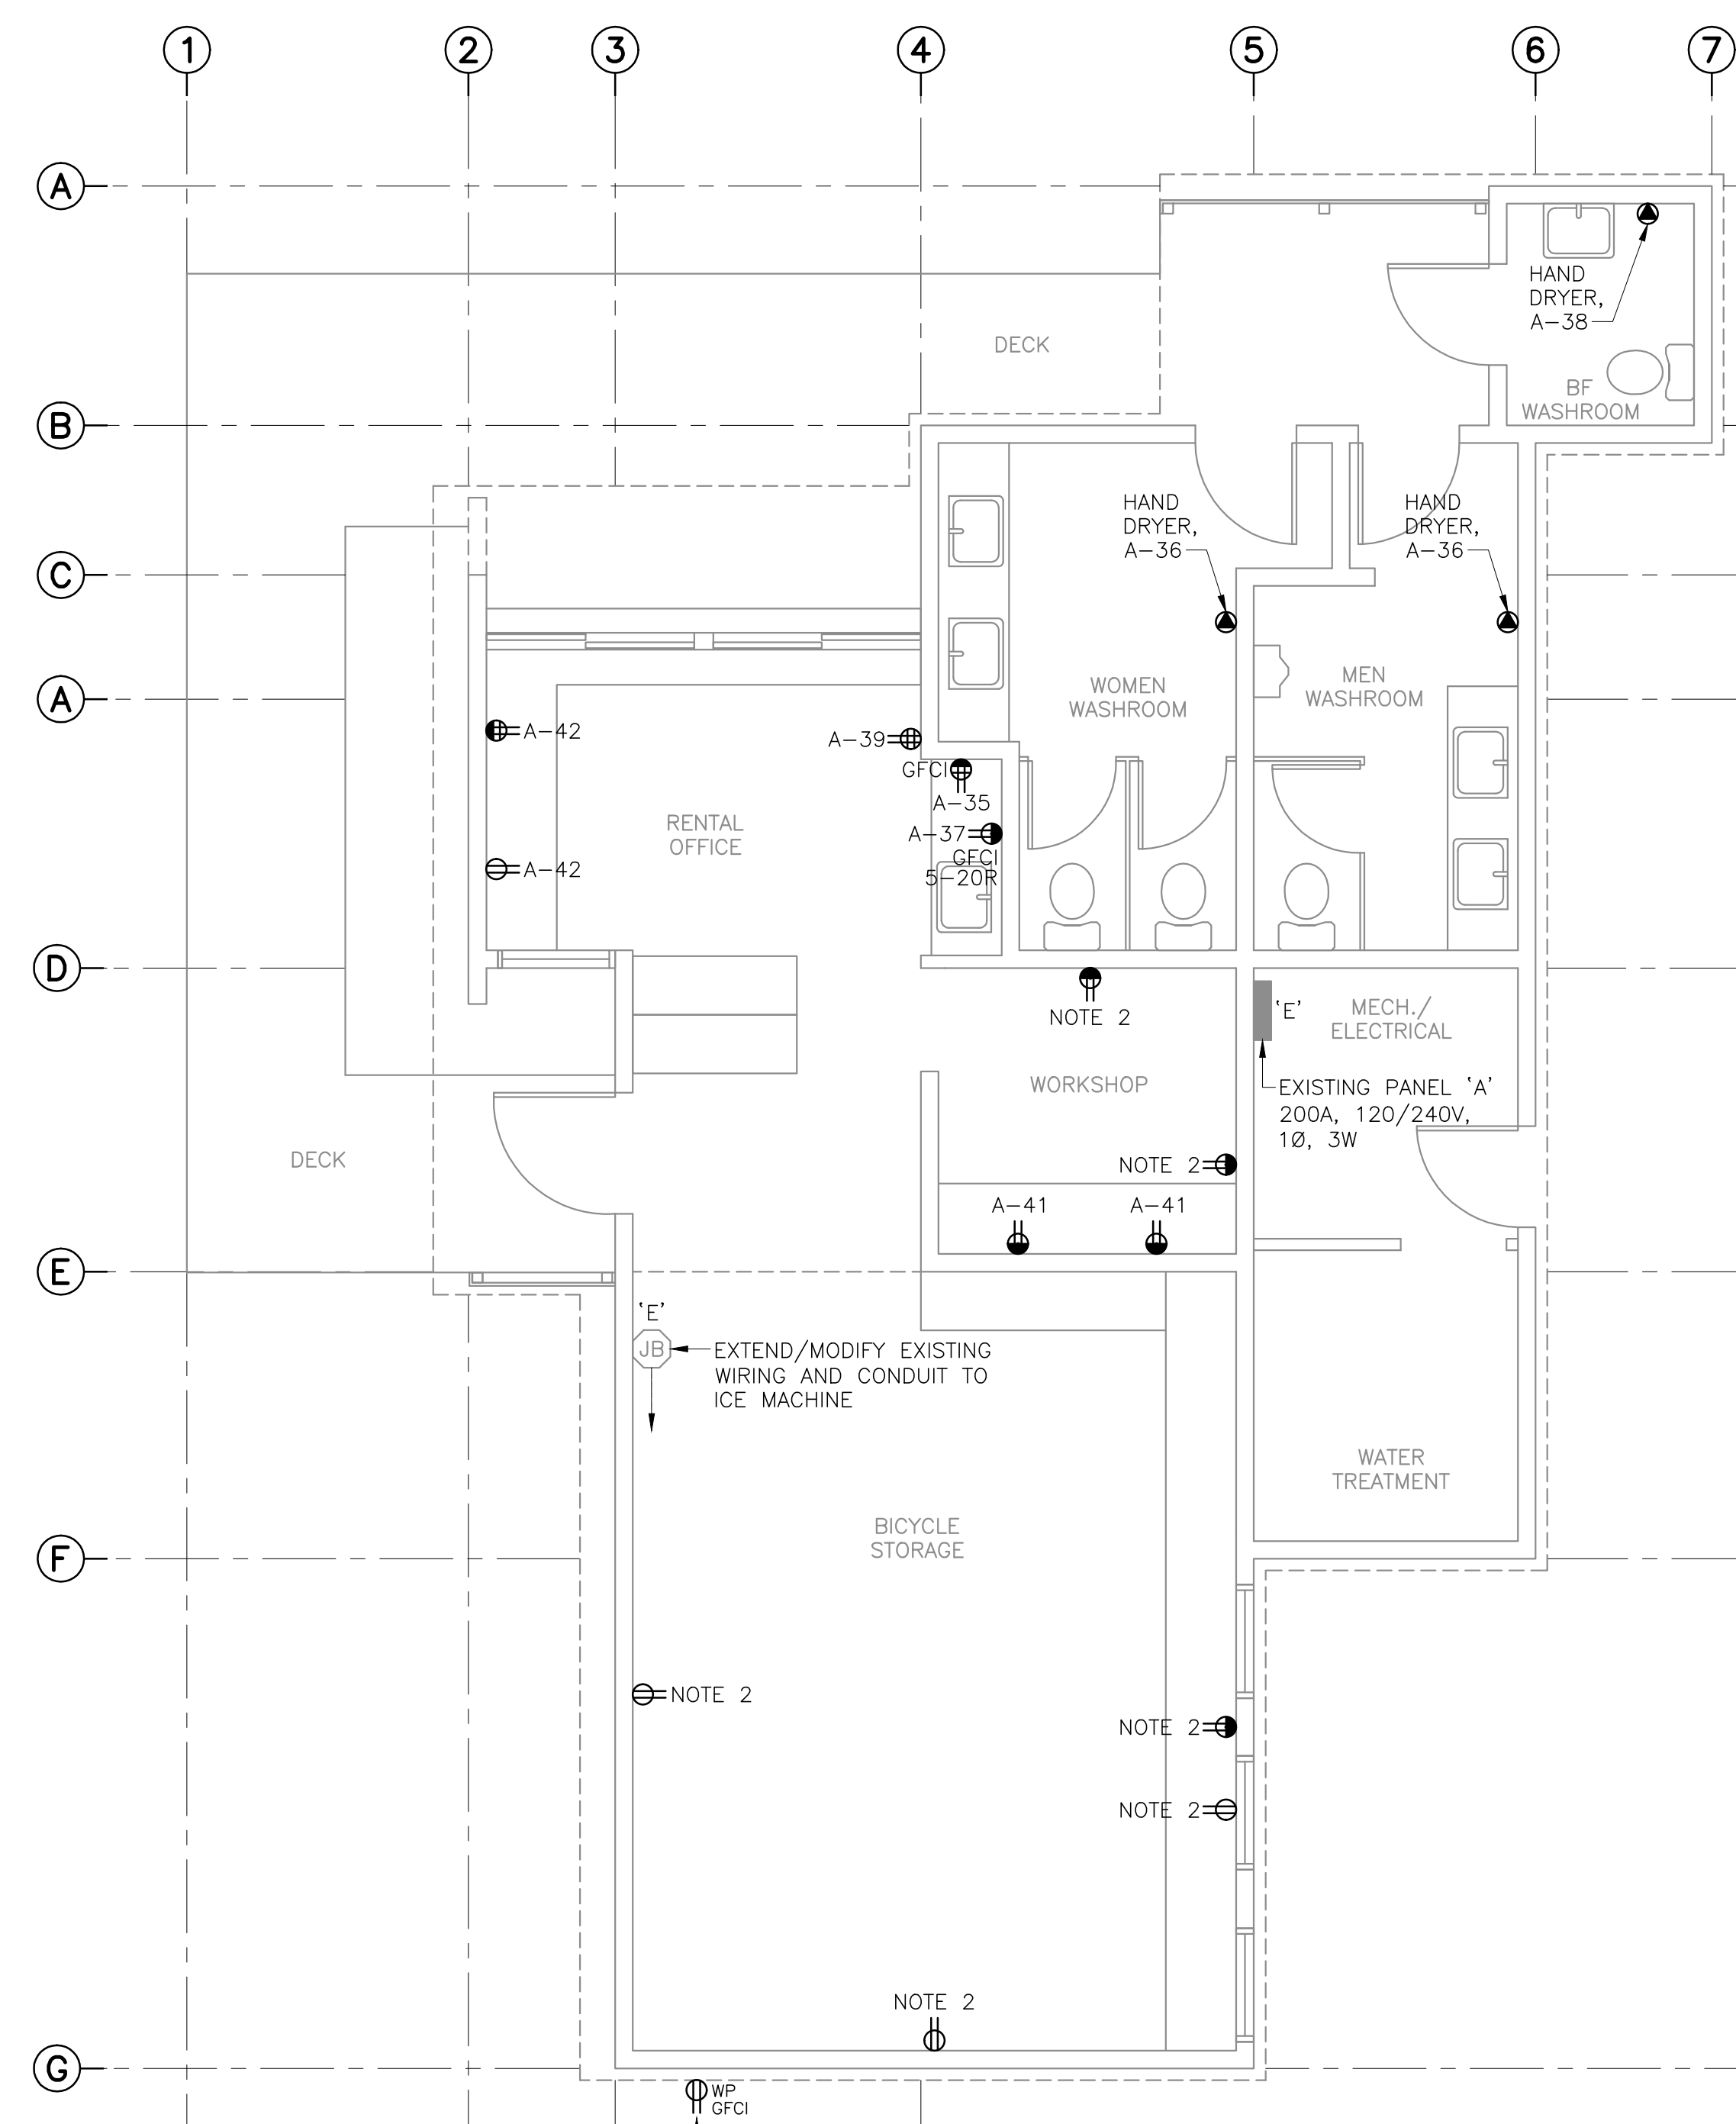 1
2
3
4
5
6
7
A
HAND
DRYER,
A-38
DECK
BF
WASHROOM
B
HAND
DRYER,
A-36
HAND
DRYER,
A-36
C
MEN
WASHROOM
WOMEN
WASHROOM
A
A-42
A-39
GFCI
A-35
RENTAL
OFFICE
A-37
GFCI
5-20R
A-42
D
NOTE 2
'E'
MECH./
ELECTRICAL
WORKSHOP
EXISTING PANEL 'A'
200A, 120/240V,
1Ø, 3W
DECK
NOTE 2
A-41
A-41
E
'E'
JB
EXTEND/MODIFY EXISTING
WIRING AND CONDUIT TO
ICE MACHINE
WATER
TREATMENT
BICYCLE
STORAGE
F
NOTE 2
NOTE 2
NOTE 2
NOTE 2
G
WP
GFCI